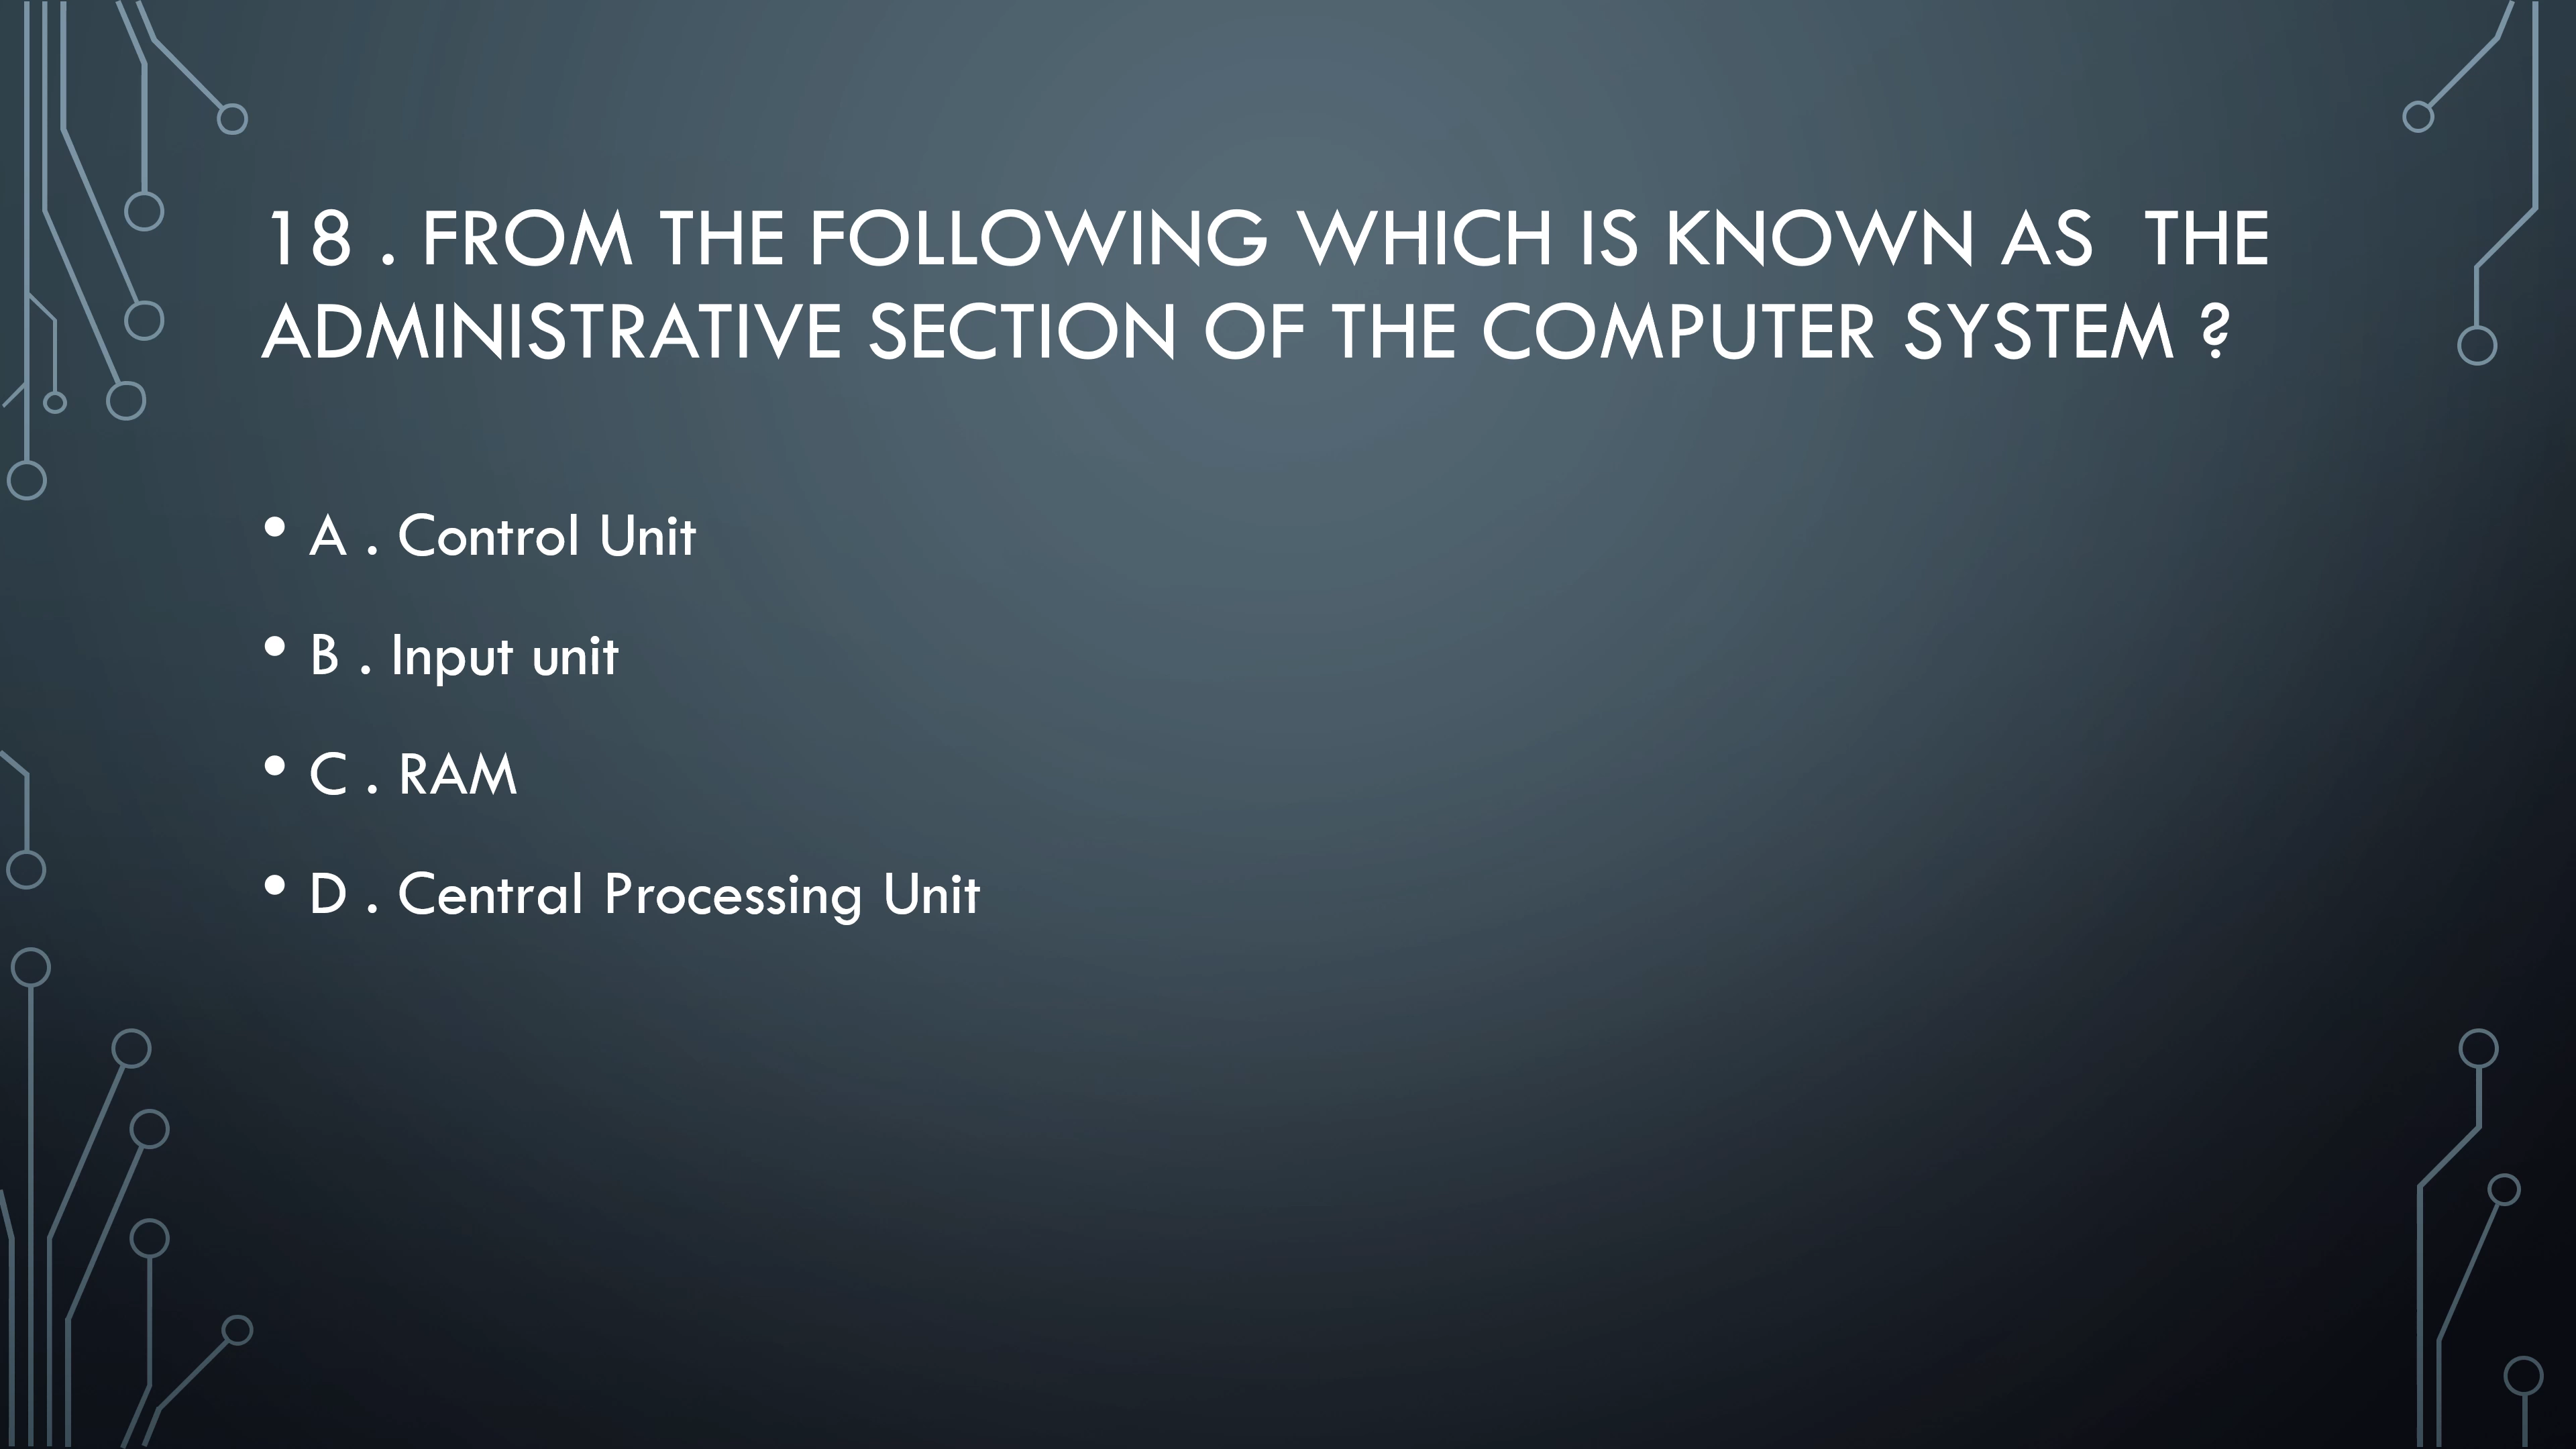 18 . FROM THE FOLLOWING WHICH IS KNOWN AS  THE
ADMINISTRATIVE SECTION OF THE COMPUTER SYSTEM ?
• A . Control Unit
• B . Input unit
• C . RAM
• D . Central Processing Unit